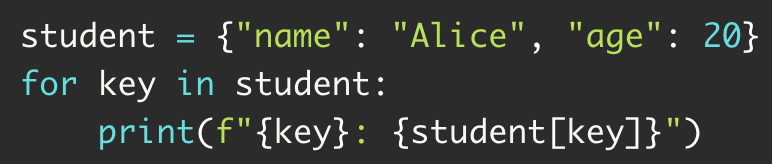 student = {"name": "Alice", "age": 20}
for key in student:
    print(f"{key}: {student[key]}")